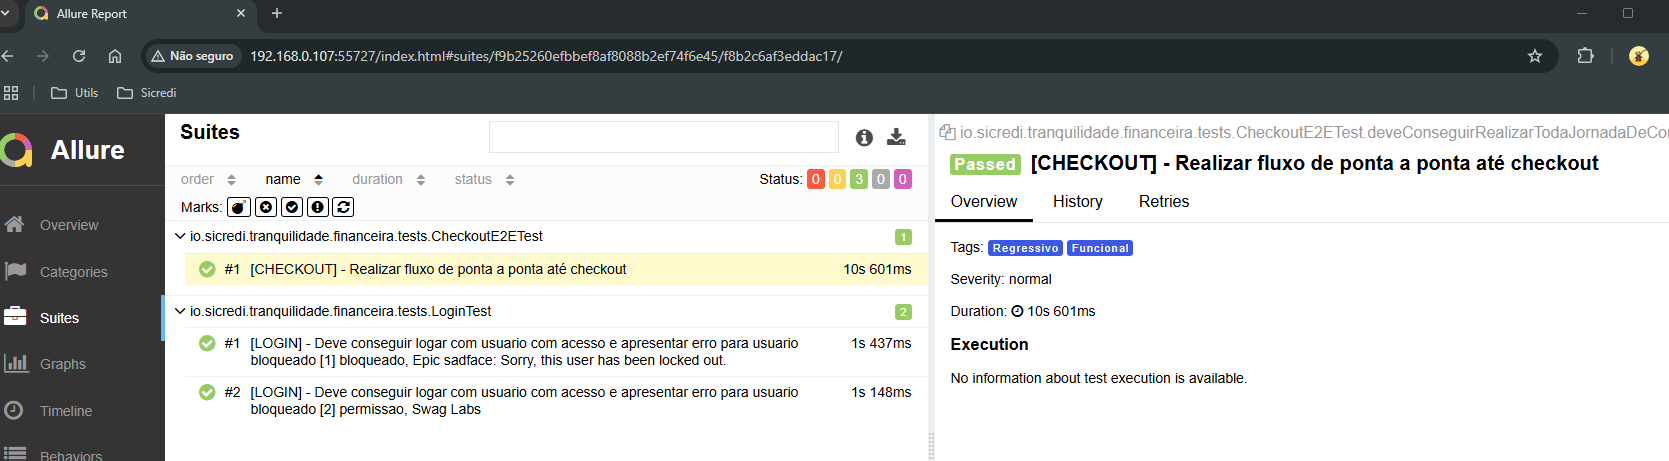 Allure Report
Não seguro
192.168.0.107:55727/index.html#suites/f9b25260efbbef8af8088b2ef74f6e45/f8b2c6af3eddac17/
Utils
Sicredi
Allure
Overview
Categories
Suites
Graphs
Timeline
Behaviors
Suites
order
name
duration
status
Status: 0 0 3 0 0
Marks:
io.sicredi.tranquilidade.financeira.tests.CheckoutE2ETest 1
#1 [CHECKOUT] - Realizar fluxo de ponta a ponta até checkout 10s 601ms
io.sicredi.tranquilidade.financeira.tests.LoginTest 2
#1 [LOGIN] - Deve conseguir logar com usuario com acesso e apresentar erro para usuario 1s 437ms
bloqueado [1] bloqueado, Epic sadface: Sorry, this user has been locked out.
#2 [LOGIN] - Deve conseguir logar com usuario com acesso e apresentar erro para usuario 1s 148ms
bloqueado [2] permissao, Swag Labs
io.sicredi.tranquilidade.financeira.tests.CheckoutE2ETest.deveConseguirRealizarTodaJornadaDeCor
Passed [CHECKOUT] - Realizar fluxo de ponta a ponta até checkout
Overview
History
Retries
Tags: Regressivo Funcional
Severity: normal
Duration: 10s 601ms
Execution
No information about test execution is available.